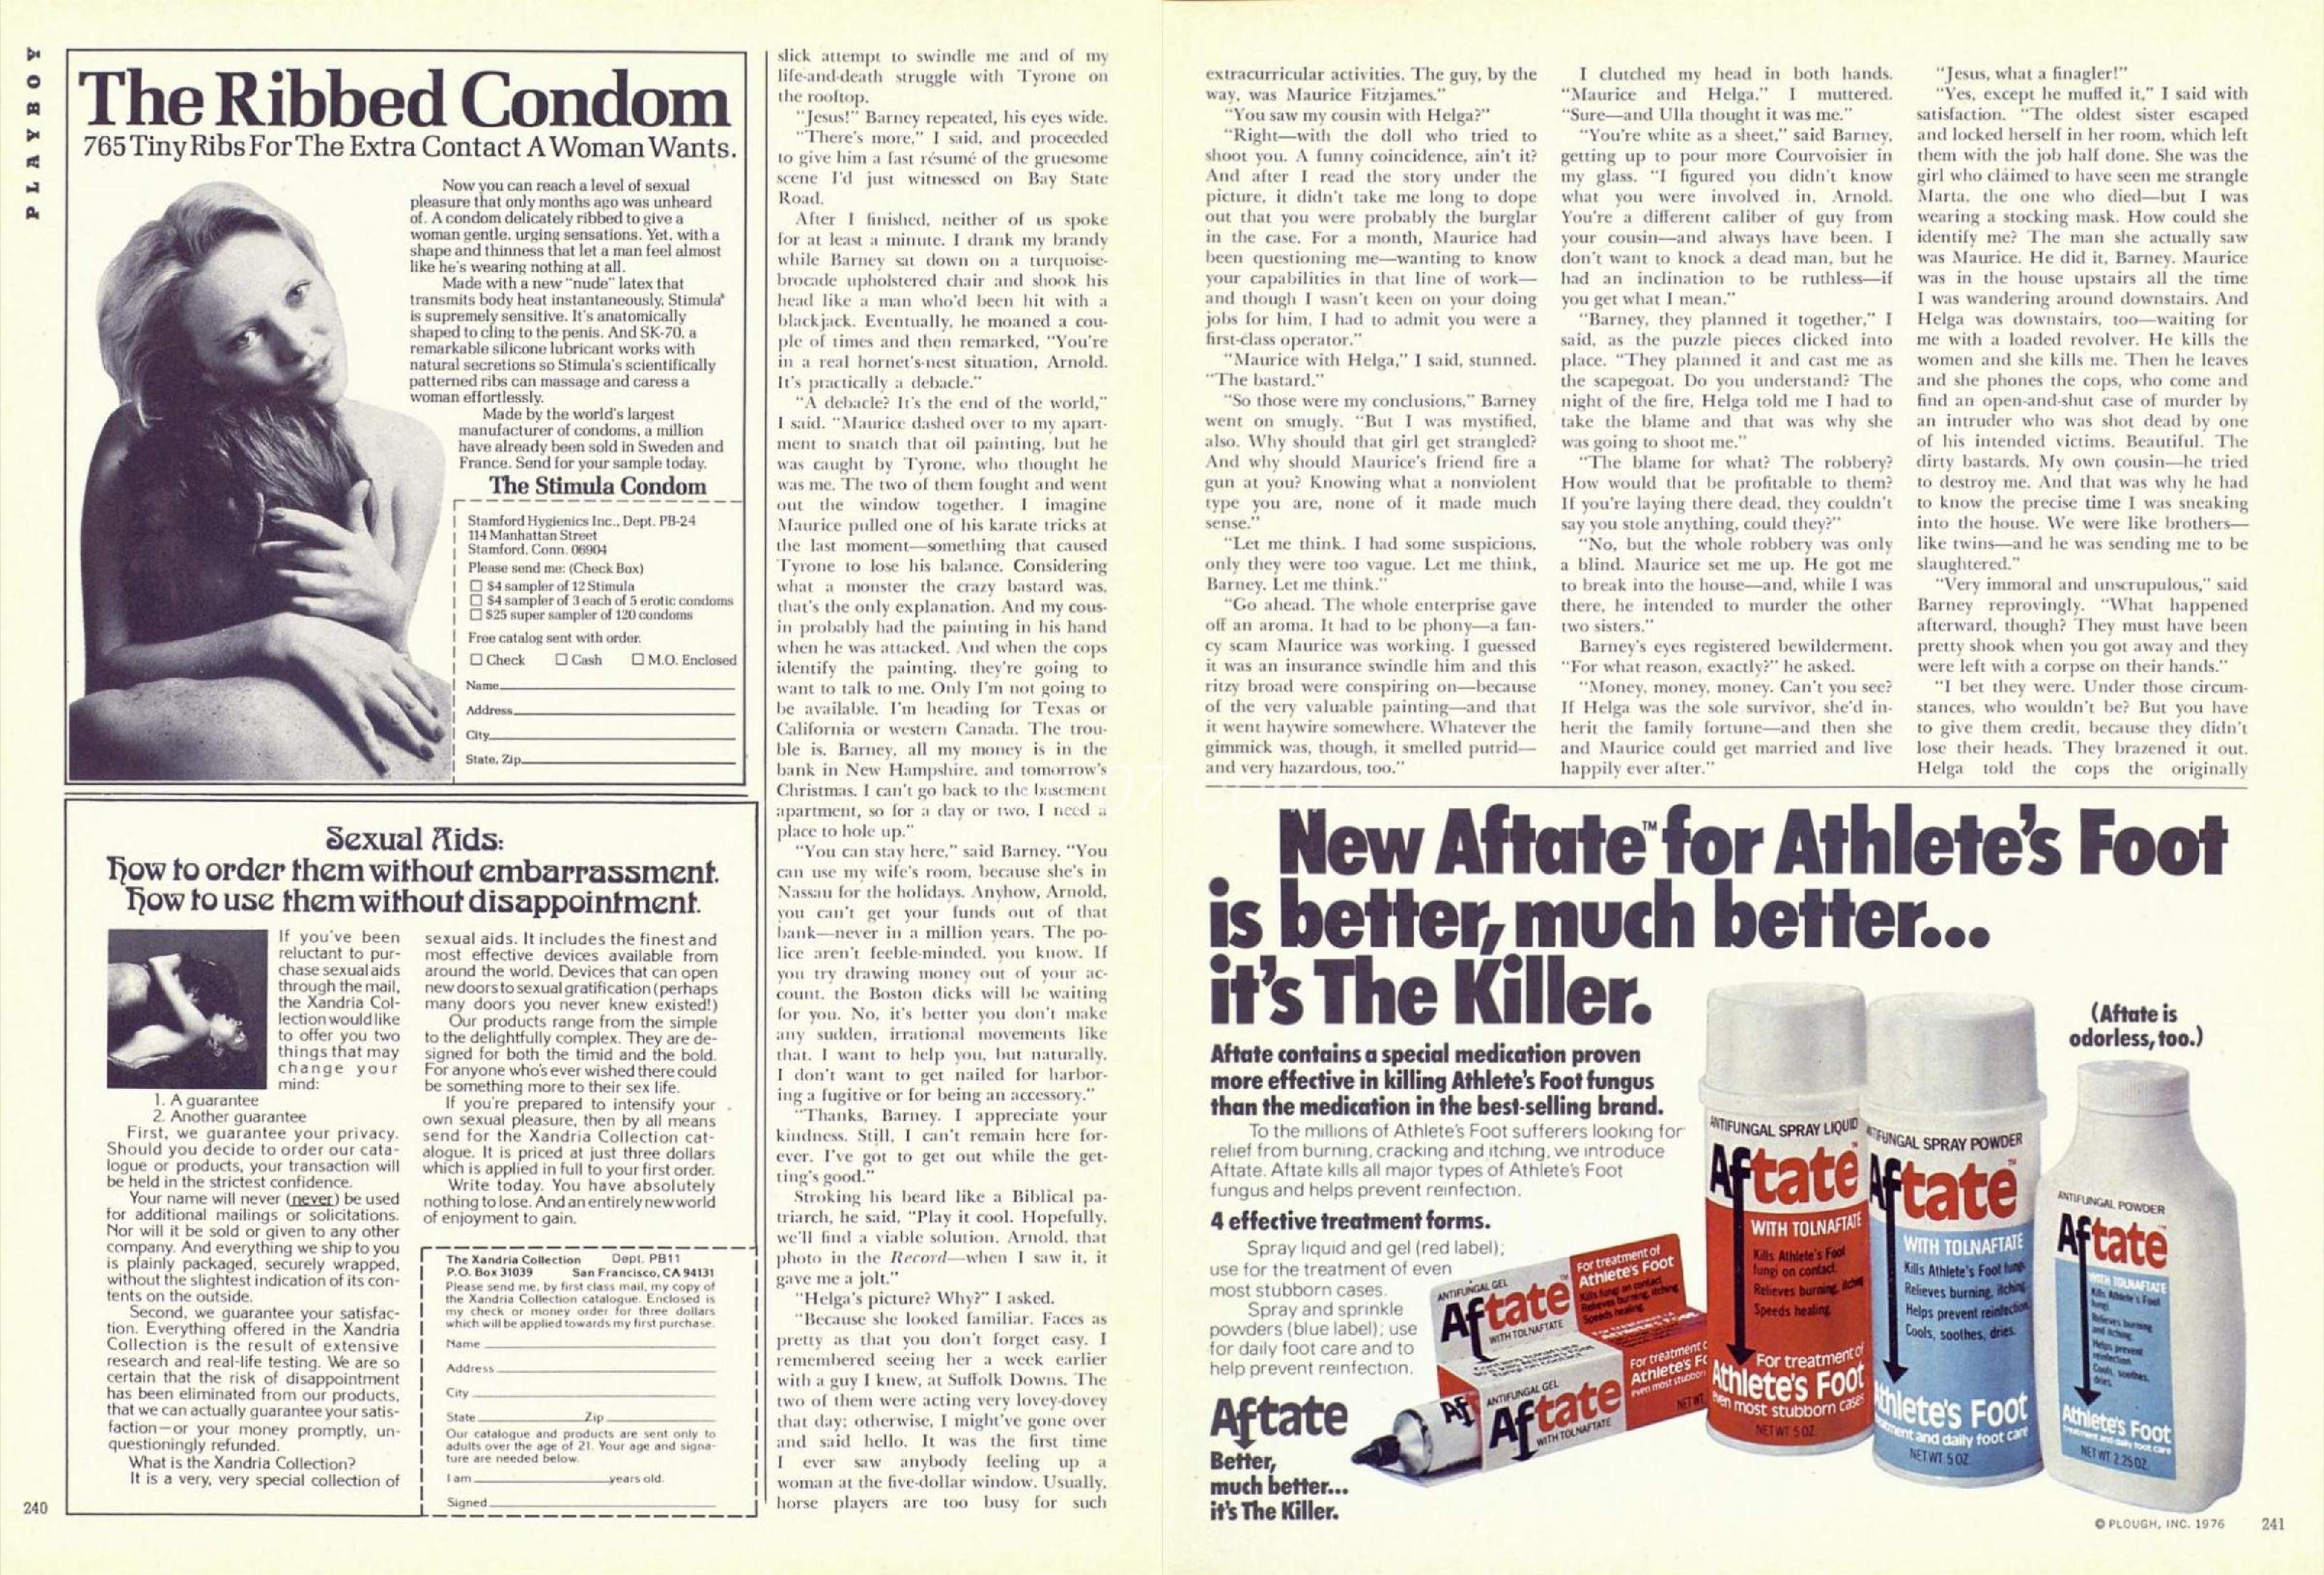 PLAYBOY
The Ribbed Condom
765 Tiny Ribs For The Extra Contact A Woman Wants.
Now you can reach a level of sexual
pleasure that only months ago was unheard
of. A condom delicately ribbed to give a
woman gentle, urging sensations. Yet, with a
shape and thinness that let a man feel almost
like he's wearing nothing at all.
Made with a new "nude" latex that
transmits body heat instantaneously, Stimula®
is supremely sensitive. It's anatomically
shaped to cling to the penis. And SK-70, a
remarkable silicone lubricant works with
natural secretions so Stimula's scientifically
patterned ribs can massage and caress a
woman effortlessly.
Made by the world's largest
manufacturer of condoms, a million
have already been sold in Sweden and
France. Send for your sample today.
The Stimula Condom
Stamford Hygienics Inc., Dept. PB-24
114 Manhattan Street
Stamford, Conn. 06904
Please send me: (Check Box)
☐ $4 sampler of 12 Stimula
☐ $4 sampler of 3 each of 5 erotic condoms
☐ $25 super sampler of 120 condoms
Free catalog sent with order.
☐ Check ☐ Cash ☐ M.O. Enclosed
Name
Address
City
State, Zip
Sexual Aids:
How to order them without embarrassment.
How to use them without disappointment.
If you've been
reluctant to pur-
chase sexual aids
through the mail,
the Xandria Col-
lection would like
to offer you two
things that may
change your
mind:
1. A guarantee
2. Another guarantee
First, we guarantee your privacy.
Should you decide to order our cata-
logue or products, your transaction will
be held in the strictest confidence.
Your name will never (never) be used
for additional mailings or solicitations.
Nor will it be sold or given to any other
company. And everything we ship to you
is plainly packaged, securely wrapped,
without the slightest indication of its con-
tents on the outside.
Second, we guarantee your satisfac-
tion. Everything offered in the Xandria
Collection is the result of extensive
research and real-life testing. We are so
certain that the risk of disappointment
has been eliminated from our products,
that we can actually guarantee your satis-
faction—or your money promptly, un-
questioningly refunded.
What is the Xandria Collection?
It is a very, very special collection of
sexual aids. It includes the finest and
most effective devices available from
around the world. Devices that can open
new doors to sexual gratification (perhaps
many doors you never knew existed!)
Our products range from the simple
to the delightfully complex. They are de-
signed for both the timid and the bold.
For anyone who's ever wished there could
be something more to their sex life.
If you're prepared to intensify your
own sexual pleasure, then by all means
send for the Xandria Collection cat-
alogue. It is priced at just three dollars
which is applied in full to your first order.
Write today. You have absolutely
nothing to lose. And an entirely new world
of enjoyment to gain.
The Xandria Collection Dept. PB11
P.O. Box 31039 San Francisco, CA 94131
Please send me, by first class mail, my copy of
the Xandria Collection catalogue. Enclosed is
my check or money order for three dollars
which will be applied towards my first purchase.
Name
Address
City
State Zip
Our catalogue and products are sent only to
adults over the age of 21. Your age and signa-
ture are needed below.
I am years old.
Signed
240
slick attempt to swindle me and of my
life-and-death struggle with Tyrone on
the rooftop.
"Jesus!" Barney repeated, his eyes wide.
"There's more," I said, and proceeded
to give him a fast résumé of the gruesome
scene I'd just witnessed on Bay State
Road.
After I finished, neither of us spoke
for at least a minute. I drank my brandy
while Barney sat down on a turquoise-
brocade upholstered chair and shook his
head like a man who'd been hit with a
blackjack. Eventually, he moaned a cou-
ple of times and then remarked, "You're
in a real hornet's-nest situation, Arnold.
It's practically a debacle."
"A debacle? It's the end of the world,"
I said. "Maurice dashed over to my apart-
ment to snatch that oil painting, but he
was caught by Tyrone, who thought he
was me. The two of them fought and went
out the window together. I imagine
Maurice pulled one of his karate tricks at
the last moment—something that caused
Tyrone to lose his balance. Considering
what a monster the crazy bastard was,
that's the only explanation. And my cous-
in probably had the painting in his hand
when he was attacked. And when the cops
identify the painting, they're going to
want to talk to me. Only I'm not going to
be available. I'm heading for Texas or
California or western Canada. The trou-
ble is, Barney, all my money is in the
bank in New Hampshire, and tomorrow's
Christmas. I can't go back to the basement
apartment, so for a day or two, I need a
place to hole up."
"You can stay here," said Barney. "You
can use my wife's room, because she's in
Nassau for the holidays. Anyhow, Arnold,
you can't get your funds out of that
bank—never in a million years. The po-
lice aren't feeble-minded, you know. If
you try drawing money out of your ac-
count, the Boston dicks will be waiting
for you. No, it's better you don't make
any sudden, irrational movements like
that. I want to help you, but naturally,
I don't want to get nailed for harbor-
ing a fugitive or for being an accessory."
"Thanks, Barney. I appreciate your
kindness. Still, I can't remain here for-
ever. I've got to get out while the get-
ting's good."
Stroking his beard like a Biblical pa-
triarch, he said, "Play it cool. Hopefully,
we'll find a viable solution. Arnold, that
photo in the Record—when I saw it, it
gave me a jolt."
"Helga's picture? Why?" I asked.
"Because she looked familiar. Faces as
pretty as that you don't forget easy. I
remembered seeing her a week earlier
with a guy I knew, at Suffolk Downs. The
two of them were acting very lovey-dovey
that day; otherwise, I might've gone over
and said hello. It was the first time
I ever saw anybody feeling up a
woman at the five-dollar window. Usually,
horse players are too busy for such
extracurricular activities. The guy, by the
way, was Maurice Fitzjames."
"You saw my cousin with Helga?"
"Right—with the doll who tried to
shoot you. A funny coincidence, ain't it?
And after I read the story under the
picture, it didn't take me long to dope
out that you were probably the burglar
in the case. For a month, Maurice had
been questioning me—wanting to know
your capabilities in that line of work—
and though I wasn't keen on your doing
jobs for him, I had to admit you were a
first-class operator."
"Maurice with Helga," I said, stunned.
"The bastard."
"So those were my conclusions," Barney
went on smugly. "But I was mystified,
also. Why should that girl get strangled?
And why should Maurice's friend fire a
gun at you? Knowing what a nonviolent
type you are, none of it made much
sense."
"Let me think. I had some suspicions,
only they were too vague. Let me think,
Barney. Let me think."
"Go ahead. The whole enterprise gave
off an aroma. It had to be phony—a fan-
cy scam Maurice was working. I guessed
it was an insurance swindle him and this
ritzy broad were conspiring on—because
of the very valuable painting—and that
it went haywire somewhere. Whatever the
gimmick was, though, it smelled putrid—
and very hazardous, too."
I clutched my head in both hands.
"Maurice and Helga," I muttered.
"Sure—and Ulla thought it was me."
"You're white as a sheet," said Barney,
getting up to pour more Courvoisier in
my glass. "I figured you didn't know
what you were involved in, Arnold.
You're a different caliber of guy from
your cousin—and always have been. I
don't want to knock a dead man, but he
had an inclination to be ruthless—if
you get what I mean."
"Barney, they planned it together," I
said, as the puzzle pieces clicked into
place. "They planned it and cast me as
the scapegoat. Do you understand? The
night of the fire, Helga told me I had to
take the blame and that was why she
was going to shoot me."
"The blame for what? The robbery?
How would that be profitable to them?
If you're laying there dead, they couldn't
say you stole anything, could they?"
"No, but the whole robbery was only
a blind. Maurice set me up. He got me
to break into the house—and, while I was
there, he intended to murder the other
two sisters."
Barney's eyes registered bewilderment.
"For what reason, exactly?" he asked.
"Money, money, money. Can't you see?
If Helga was the sole survivor, she'd in-
herit the family fortune—and then she
and Maurice could get married and live
happily ever after."
"Jesus, what a finagler!"
"Yes, except he muffed it," I said with
satisfaction. "The oldest sister escaped
and locked herself in her room, which left
them with the job half done. She was the
girl who claimed to have seen me strangle
Marta, the one who died—but I was
wearing a stocking mask. How could she
identify me? The man she actually saw
was Maurice. He did it, Barney. Maurice
was in the house upstairs all the time
I was wandering around downstairs. And
Helga was downstairs, too—waiting for
me with a loaded revolver. He kills the
women and she kills me. Then he leaves
and she phones the cops, who come and
find an open-and-shut case of murder by
an intruder who was shot dead by one
of his intended victims. Beautiful. The
dirty bastards. My own cousin—he tried
to destroy me. And that was why he had
to know the precise time I was sneaking
into the house. We were like brothers—
like twins—and he was sending me to be
slaughtered."
"Very immoral and unscrupulous," said
Barney reprovingly. "What happened
afterward, though? They must have been
pretty shook when you got away and they
were left with a corpse on their hands."
"I bet they were. Under those circum-
stances, who wouldn't be? But you have
to give them credit, because they didn't
lose their heads. They brazened it out.
Helga told the cops the originally
New Aftate™ for Athlete's Foot
is better, much better...
it's The Killer.
Aftate contains a special medication proven
more effective in killing Athlete's Foot fungus
than the medication in the best-selling brand.
To the millions of Athlete's Foot sufferers looking for
relief from burning, cracking and itching, we introduce
Aftate. Aftate kills all major types of Athlete's Foot
fungus and helps prevent reinfection.
4 effective treatment forms.
Spray liquid and gel (red label);
use for the treatment of even
most stubborn cases.
Spray and sprinkle
powders (blue label); use
for daily foot care and to
help prevent reinfection.
Aftate
Better,
much better...
it's The Killer.
(Aftate is
odorless, too.)
ANTIFUNGAL GEL
Aftate
WITH TOLNAFTATE
For treatment of
Athlete's Foot
Kills fungi on contact
Relieves burning, itching
Speeds healing
ANTIFUNGAL GEL
Aftate
WITH TOLNAFTATE
For treatment
Athlete's
even most stubborn
NET WT
ANTIFUNGAL SPRAY LIQUID
Aftate
WITH TOLNAFTATE
Kills Athlete's Foot
fungi on contact.
Relieves burning, itching
Speeds healing
For treatment of
Athlete's Foot
even most stubborn cases
NET WT 5 OZ.
ANTIFUNGAL SPRAY POWDER
Aftate
WITH TOLNAFTATE
Kills Athlete's Foot fungi.
Relieves burning, itching.
Helps prevent reinfection.
Cools, soothes, dries.
Athlete's Foot
treatment and daily foot care
NET WT 5 OZ.
ANTIFUNGAL POWDER
Aftate
WITH TOLNAFTATE
Kills Athlete's Foot
fungi.
Relieves burning
and itching.
Helps prevent
reinfection.
Cools, soothes,
dries.
Athlete's Foot
treatment and daily foot care
NET WT 2.25 OZ.
© PLOUGH, INC. 1976
241